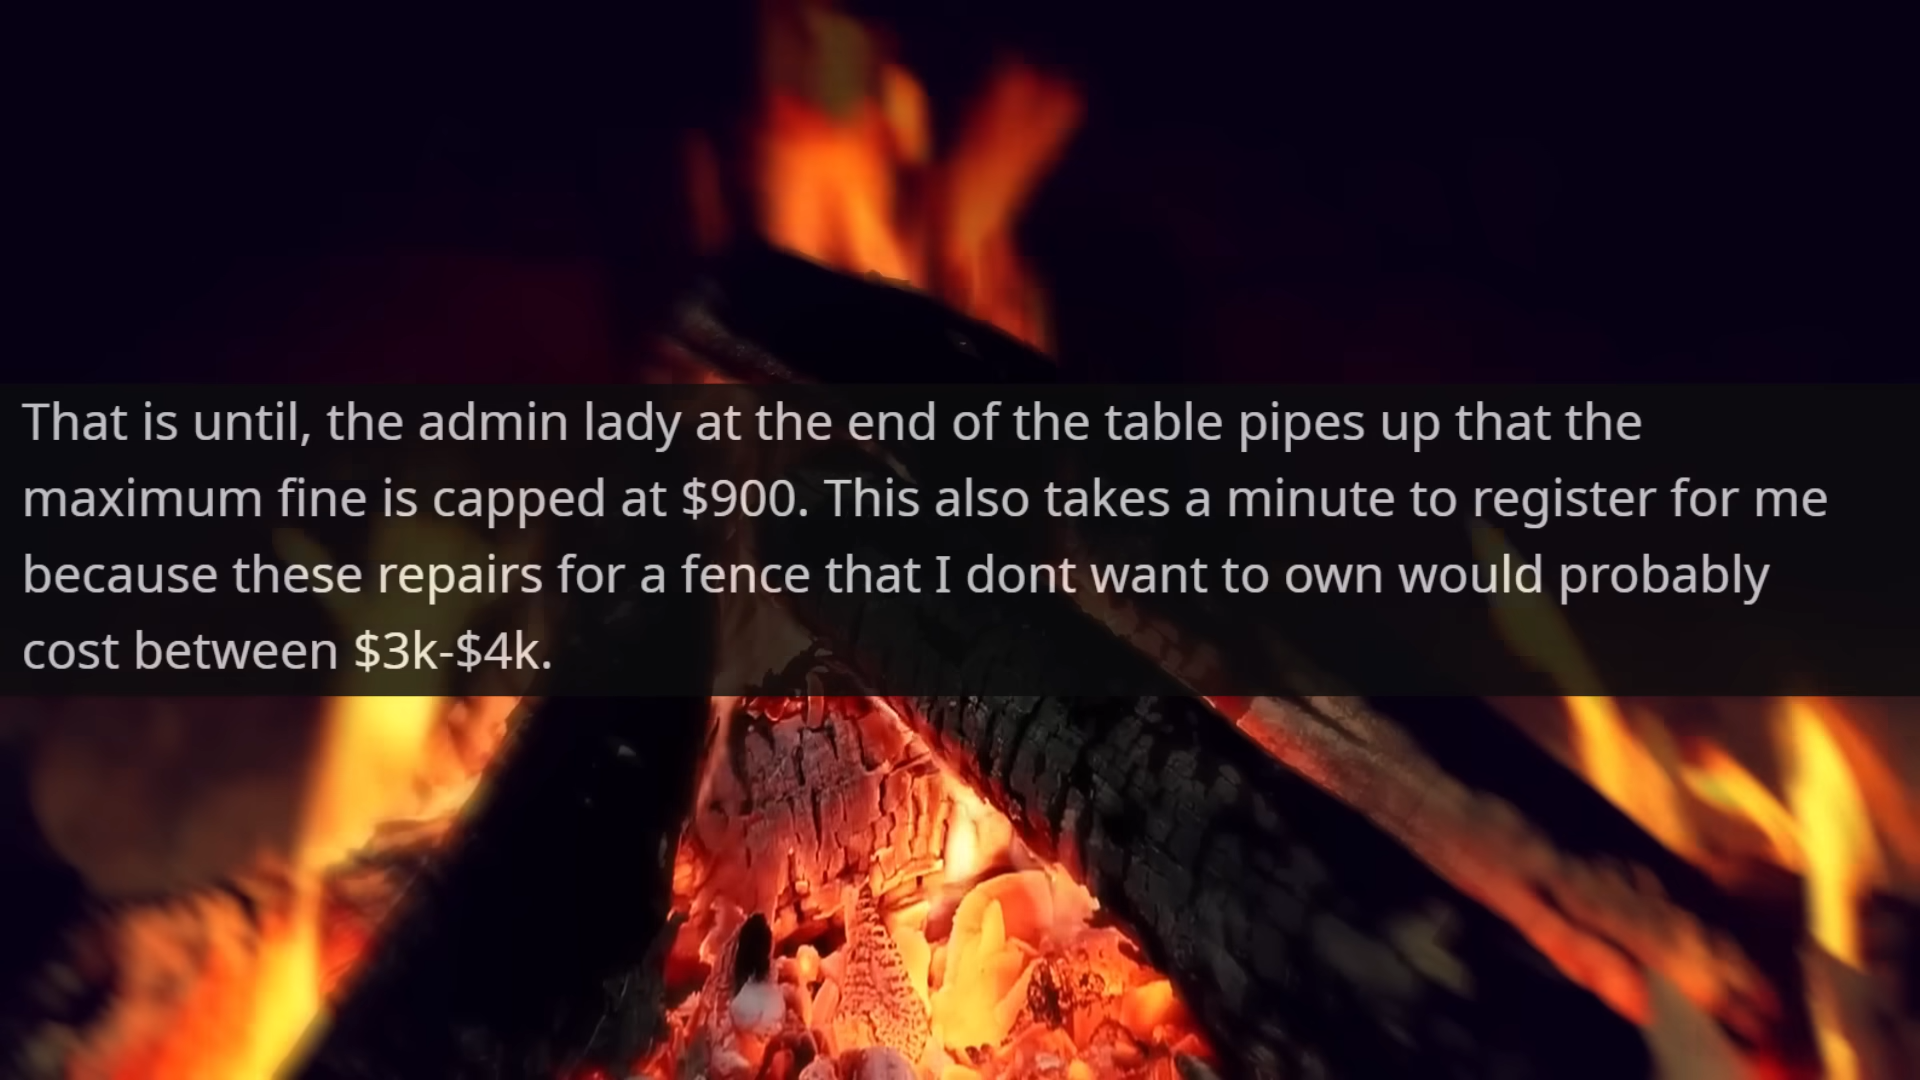 That is until, the admin lady at the end of the table pipes up that the
maximum fine is capped at $900. This also takes a minute to register for me
because these repairs for a fence that I dont want to own would probably
cost between $3k-$4k.